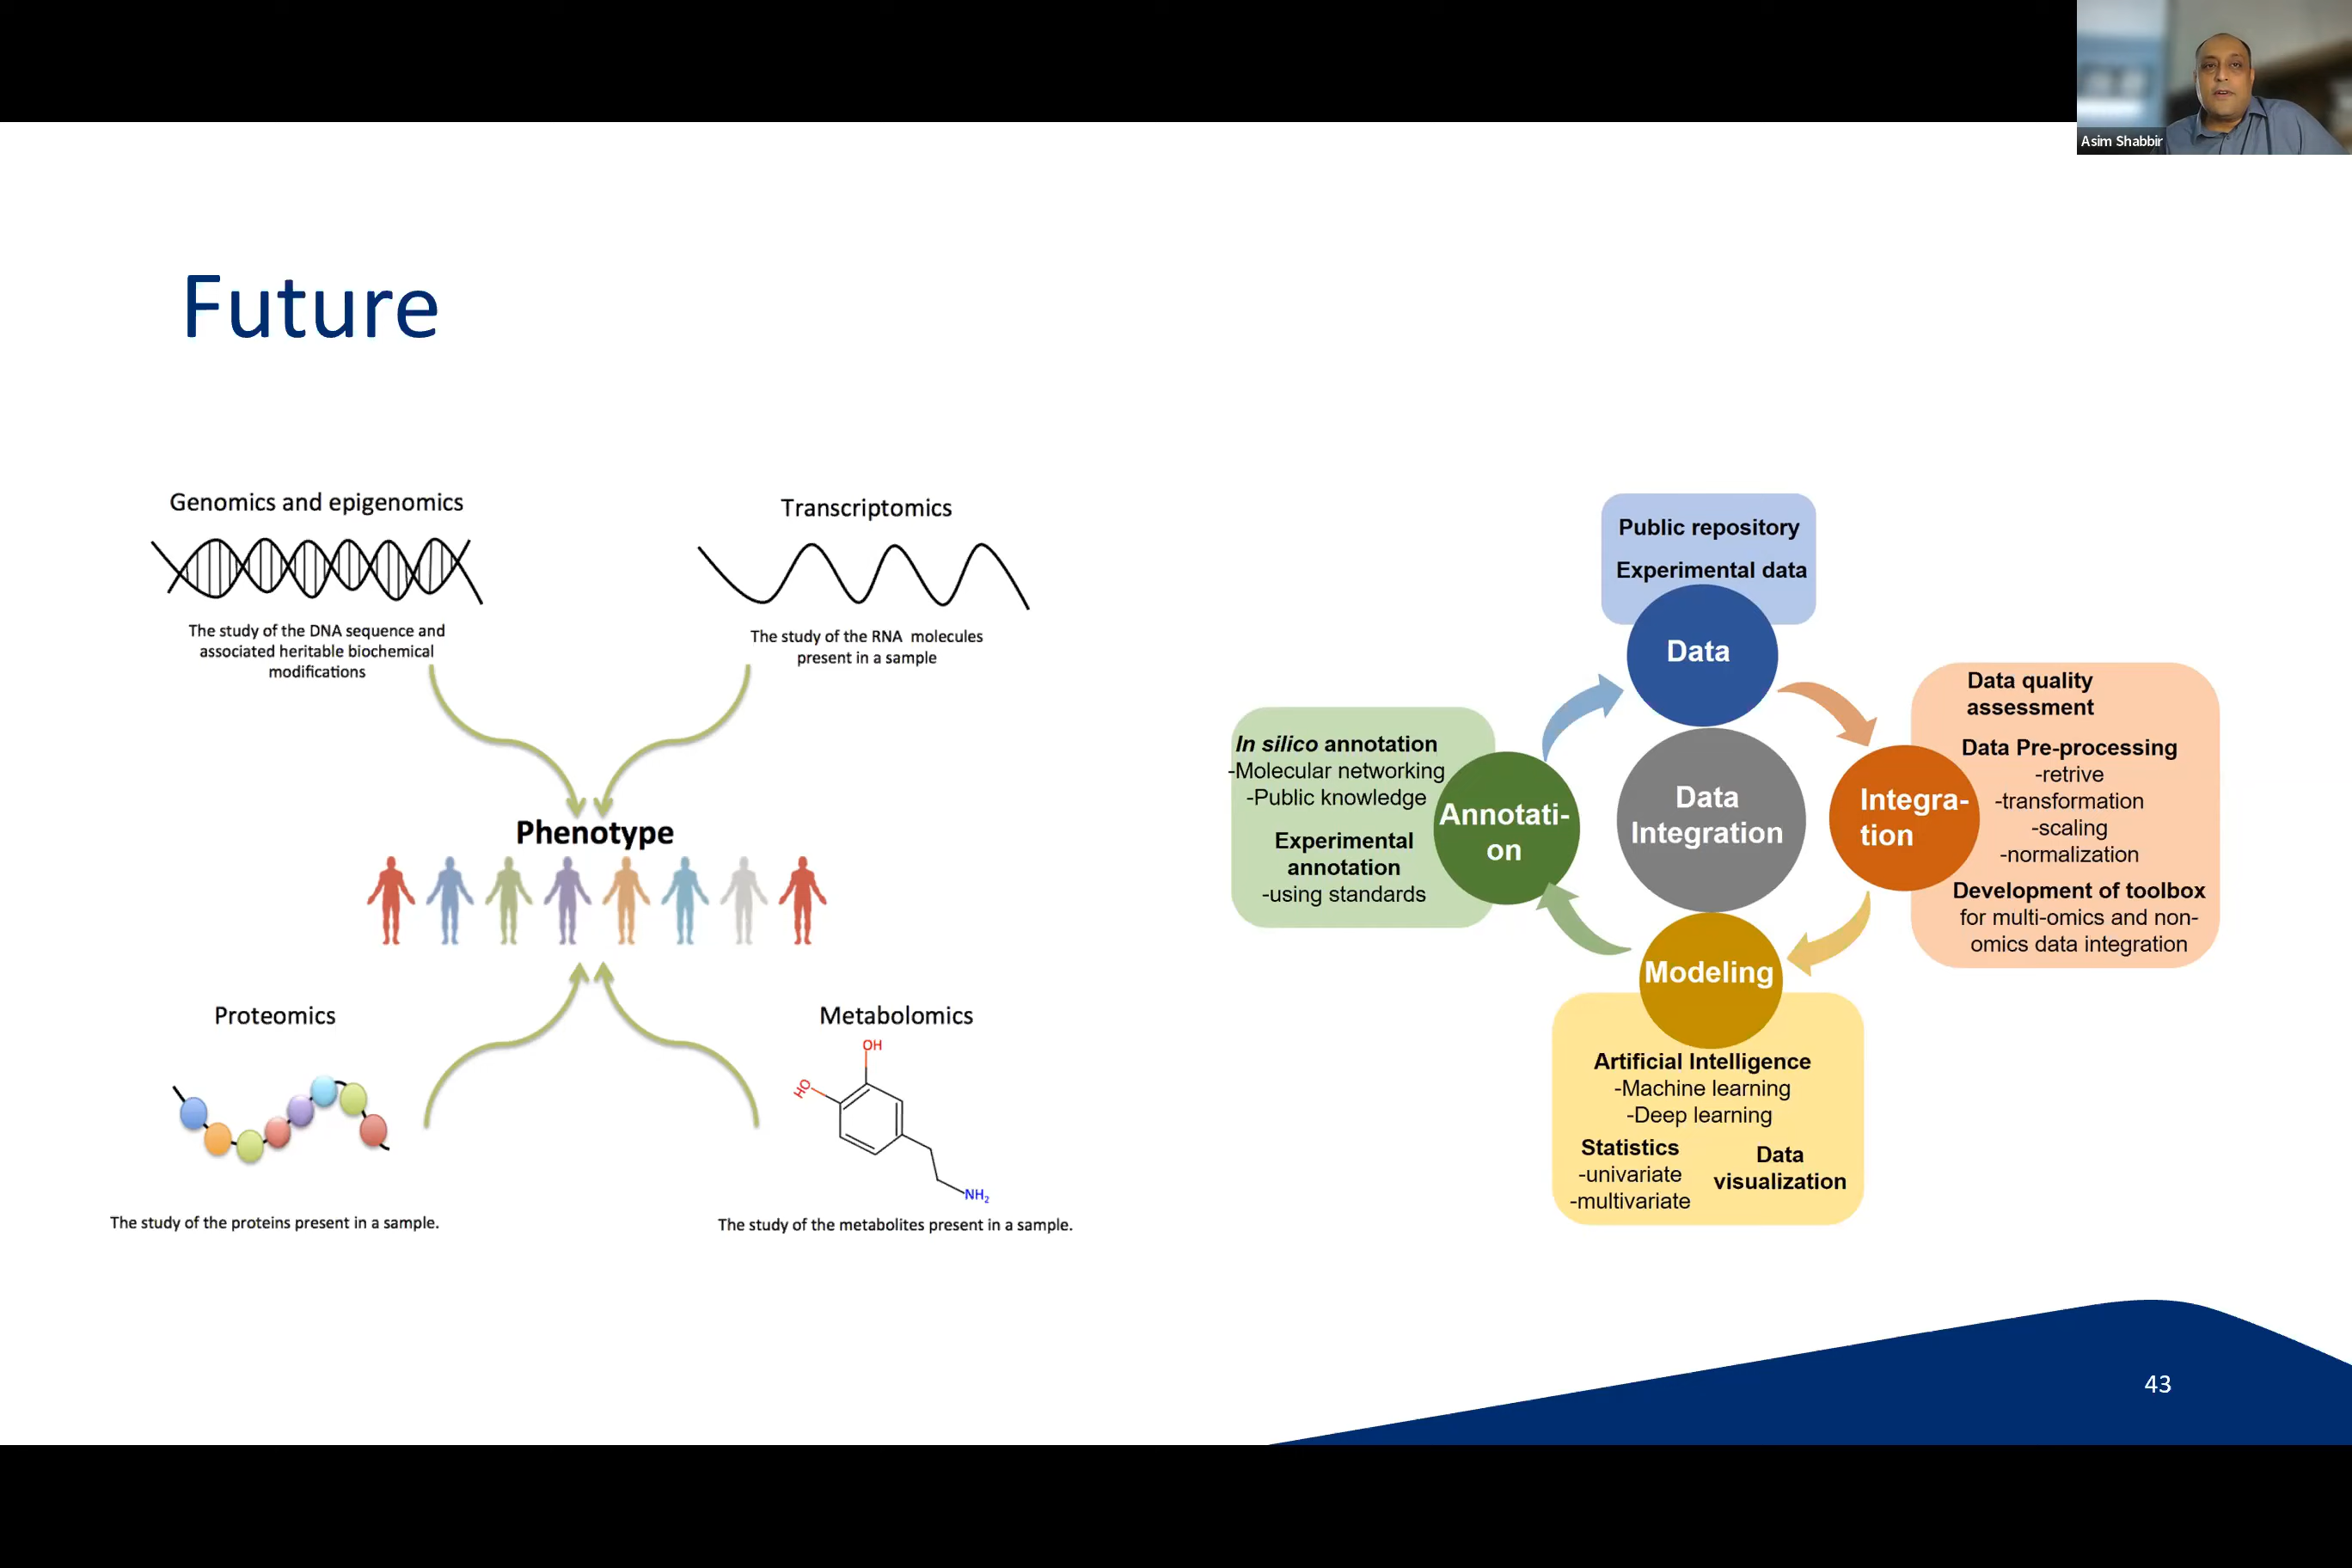 Asim Shabbir
Future
Genomics and epigenomics
The study of the DNA sequence and
associated heritable biochemical
modifications
Transcriptomics
The study of the RNA molecules
present in a sample
Phenotype
Proteomics
The study of the proteins present in a sample.
Metabolomics
OH
HO
NH2
The study of the metabolites present in a sample.
Public repository
Experimental data
Data
Data quality
assessment
Data Pre-processing
-retrive
-transformation
-scaling
-normalization
Development of toolbox
for multi-omics and non-
omics data integration
Integra-
tion
Data
Integration
In silico annotation
-Molecular networking
-Public knowledge
Experimental
annotation
-using standards
Annotati-
on
Modeling
Artificial Intelligence
-Machine learning
-Deep learning
Statistics
-univariate
-multivariate
Data
visualization
43